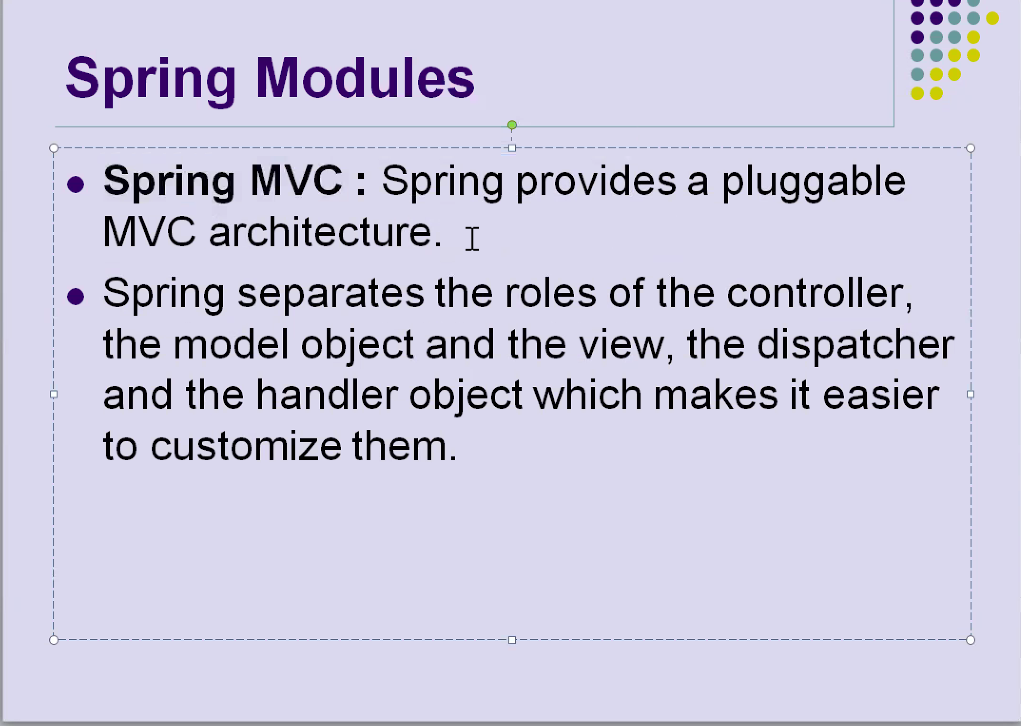 Spring Modules
Spring MVC : Spring provides a pluggable
MVC architecture.
Spring separates the roles of the controller,
the model object and the view, the dispatcher
and the handler object which makes it easier
to customize them.